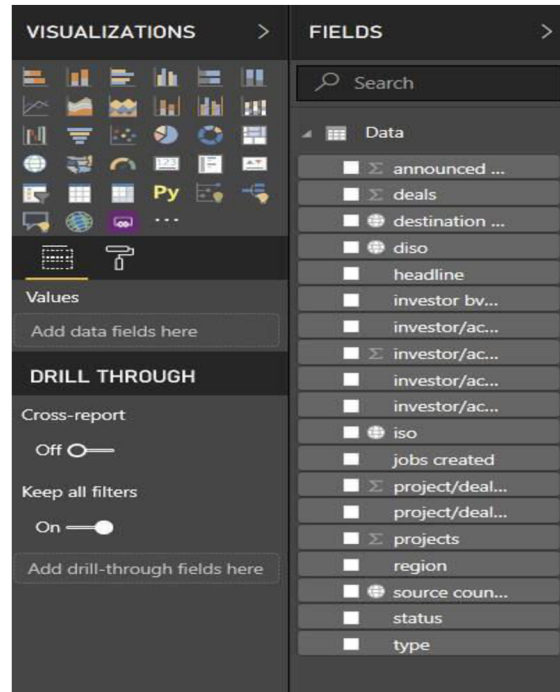 VISUALIZATIONS >
123
Py
...
Values
Add data fields here
DRILL THROUGH
Cross-report
Off
Keep all filters
On
Add drill-through fields here
FIELDS >
Search
Data
Σ announced ...
Σ deals
destination ...
diso
headline
investor bv...
investor/ac...
Σ investor/ac...
investor/ac...
investor/ac...
iso
jobs created
Σ project/deal...
project/deal...
Σ projects
region
source coun...
status
type